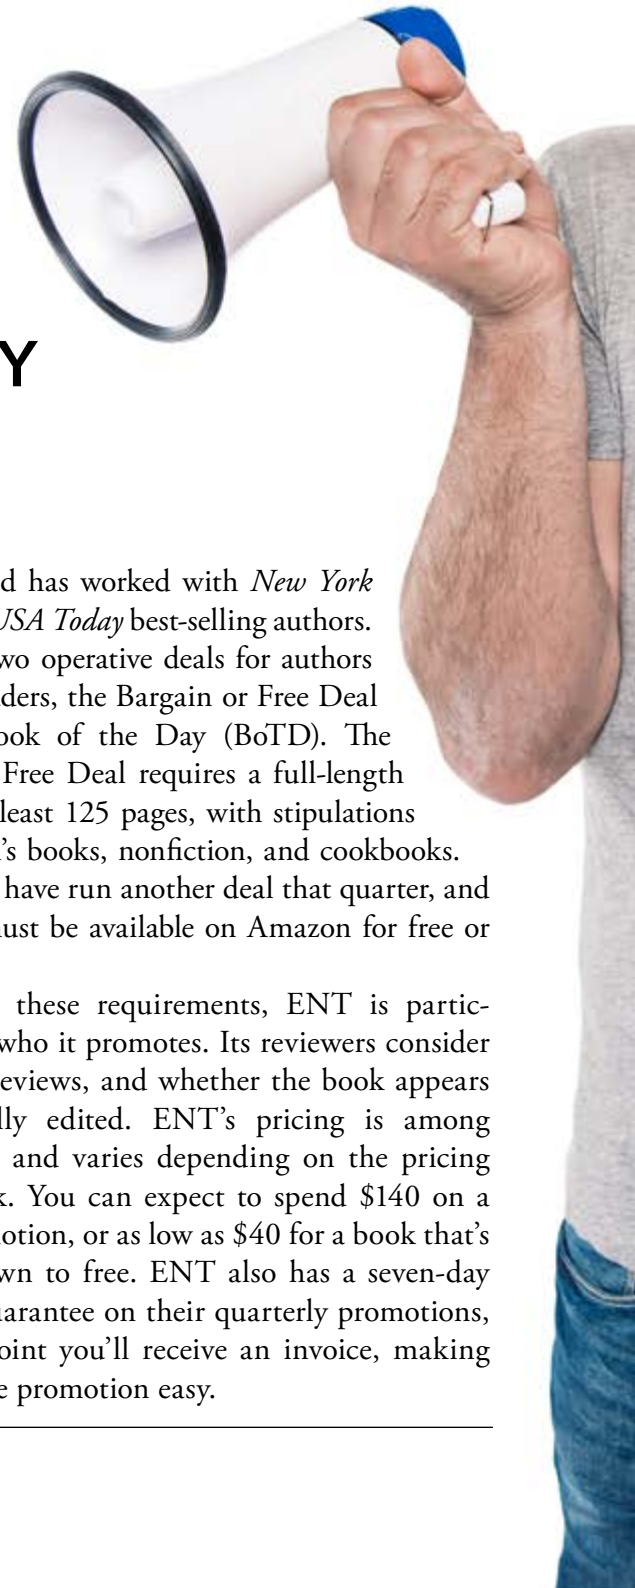 Y
d has worked with New York
USA Today best-selling authors.
wo operative deals for authors
ders, the Bargain or Free Deal
ook of the Day (BoTD). The
Free Deal requires a full-length
least 125 pages, with stipulations
’s books, nonfiction, and cookbooks.
have run another deal that quarter, and
must be available on Amazon for free or
these requirements, ENT is partic-
who it promotes. Its reviewers consider
eviews, and whether the book appears
lly edited. ENT’s pricing is among
and varies depending on the pricing
k. You can expect to spend $140 on a
otion, or as low as $40 for a book that’s
wn to free. ENT also has a seven-day
uarantee on their quarterly promotions,
oint you’ll receive an invoice, making
e promotion easy.